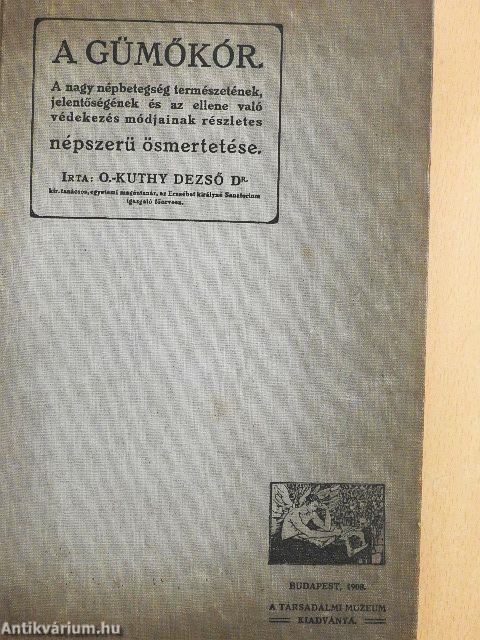 A GÜMŐKÓR.
A nagy népbetegség természetének,
jelentőségének és az ellene való
védekezés módjainak részletes
népszerü ösmertetése.
IRTA: O.-KUTHY DEZSŐ DR.
kir. tanácsos, egyetemi magántanár, az Erzsébet királyné Sanatorium
igazgató főorvosa.
BUDAPEST, 1908.
A TÁRSADALMI MÚZEUM
KIADVÁNYA.
Antikvárium.hu